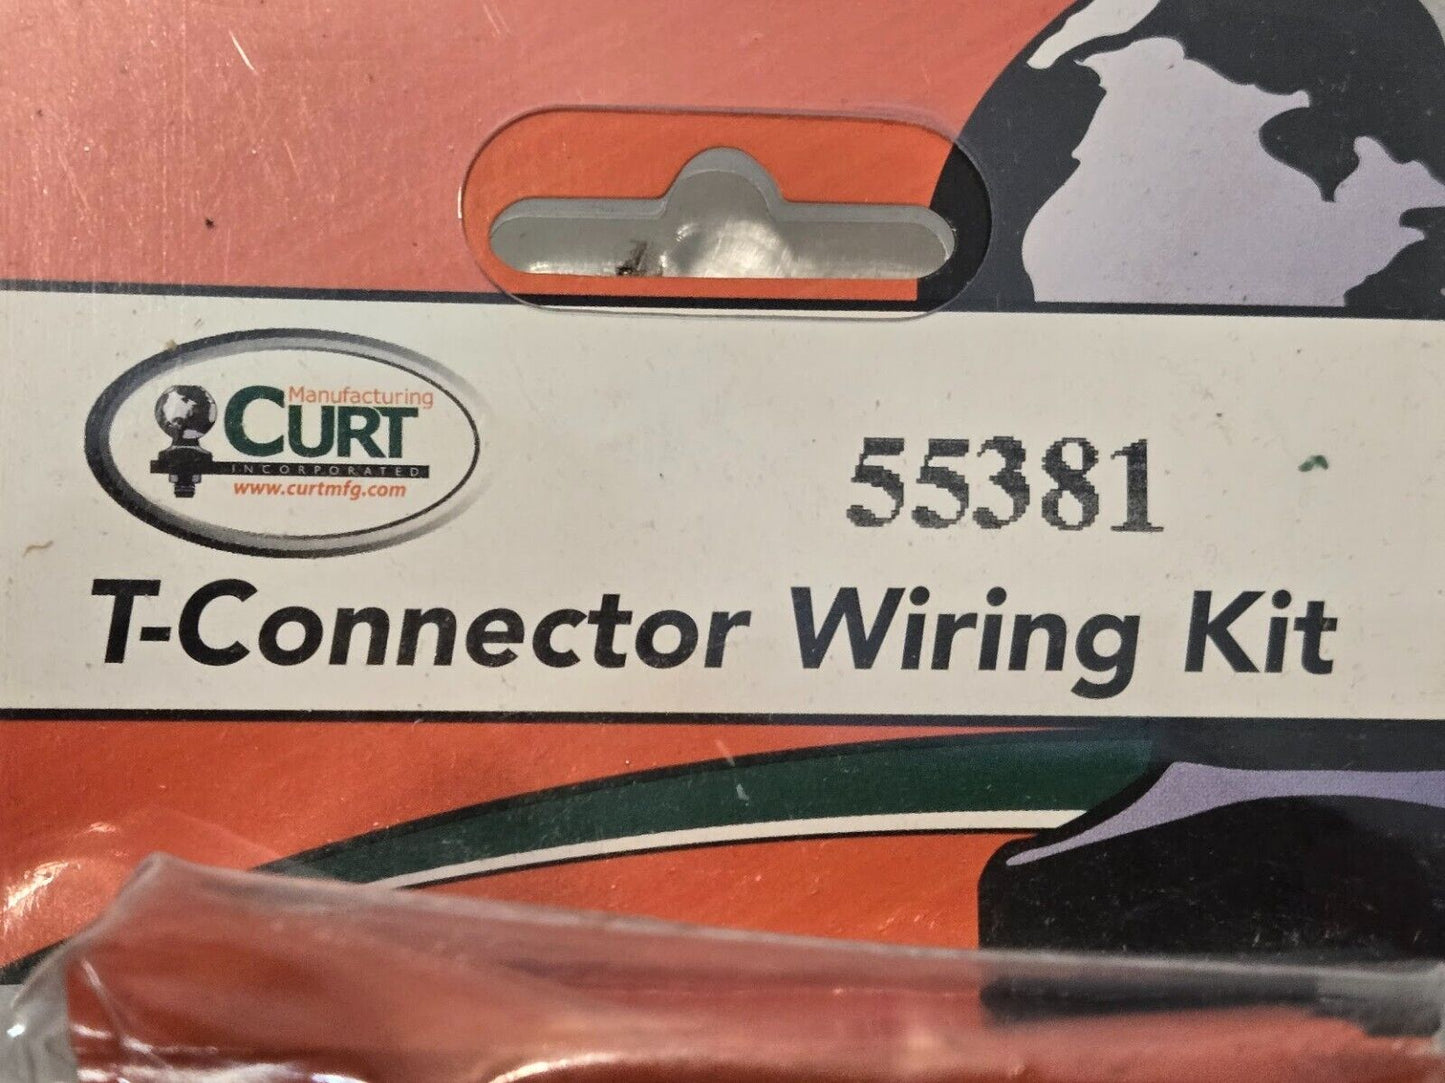 Manufacturing
CURT
INCORPORATED
www.curtmfg.com
55381
T-Connector Wiring Kit